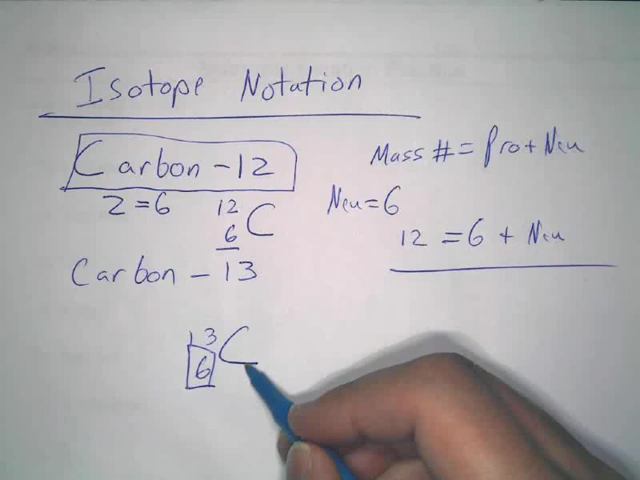 Isotope Notation
Carbon-12
Mass # = Pro + Neu
Z = 6
12
6 C
Neu = 6
12 = 6 + Neu
Carbon - 13
13
6 C